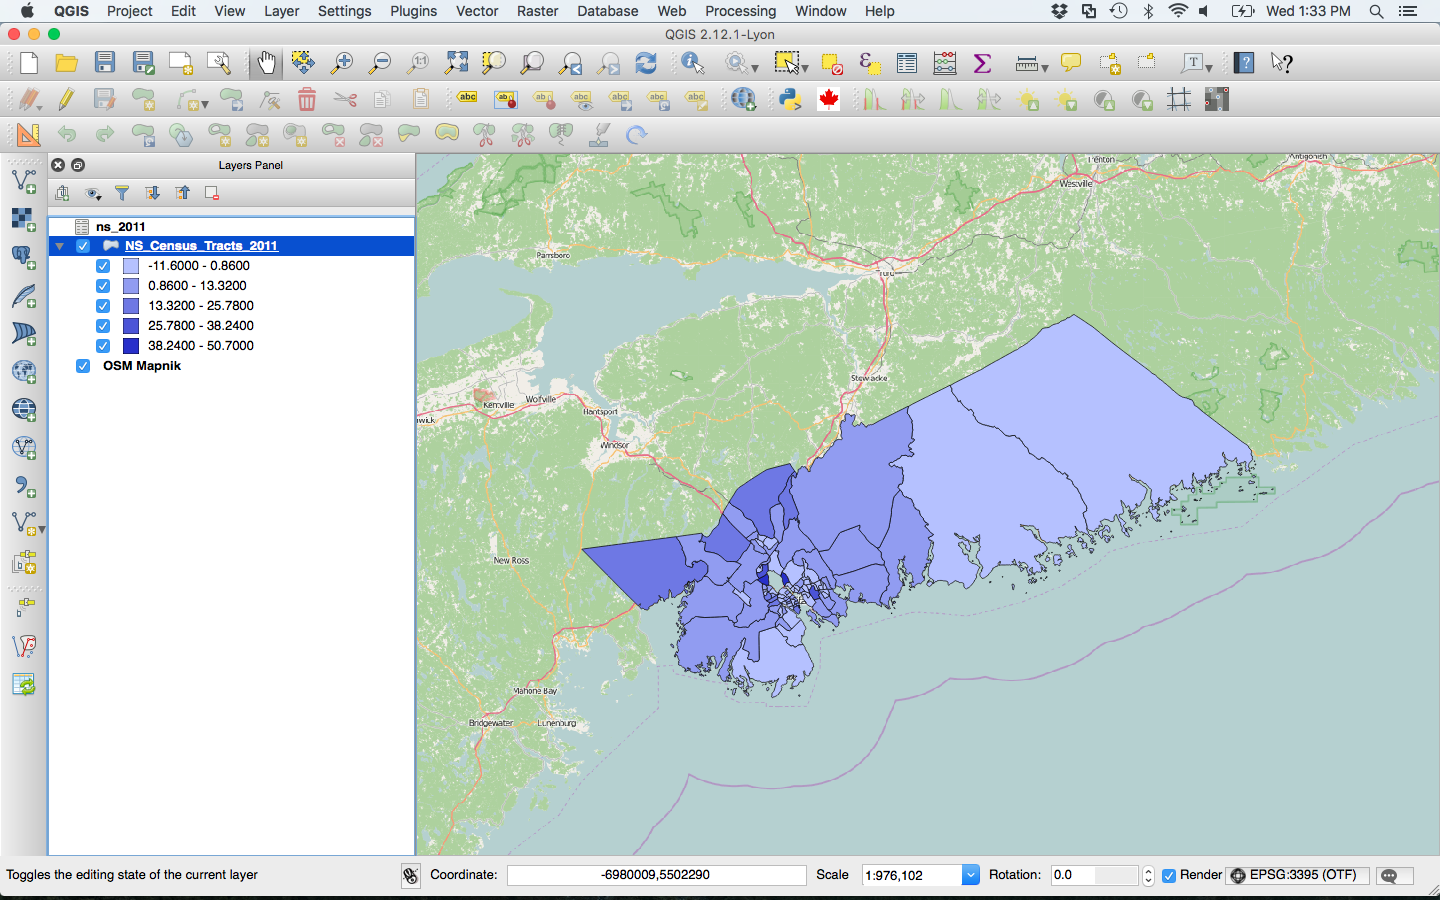 QGIS Project Edit View Layer Settings Plugins Vector Raster Database Web Processing Window Help Wed 1:33 PM
QGIS 2.12.1-Lyon
Layers Panel
ns_2011
NS_Census_Tracts_2011
-11.6000 - 0.8600
0.8600 - 13.3200
13.3200 - 25.7800
25.7800 - 38.2400
38.2400 - 50.7000
OSM Mapnik
Trenton
Antigonish
Westville
Parrsboro
Truro
Stewiacke
Kentville
Wolfville
Hantsport
wick
Windsor
New Ross
Mahone Bay
Bridgewater
Lunenburg
Toggles the editing state of the current layer Coordinate: -6980009,5502290 Scale 1:976,102 Rotation: 0.0 Render EPSG:3395 (OTF)